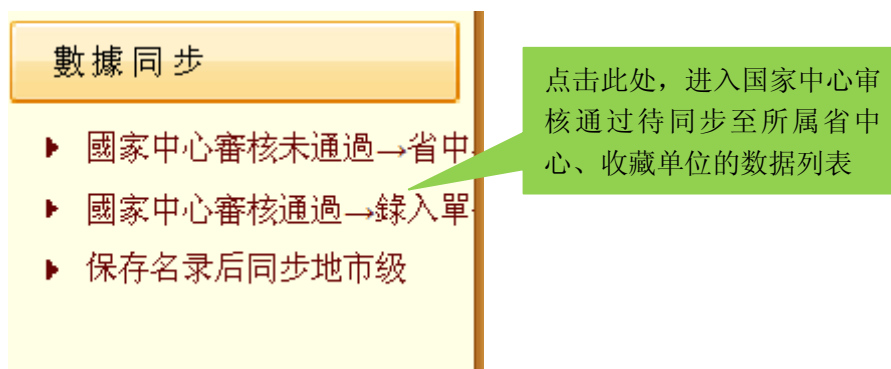 數據同步
國家中心審核未通過→省中
國家中心審核通過→錄入單
保存名录后同步地市级
点击此处，进入国家中心审
核通过待同步至所属省中
心、收藏单位的数据列表